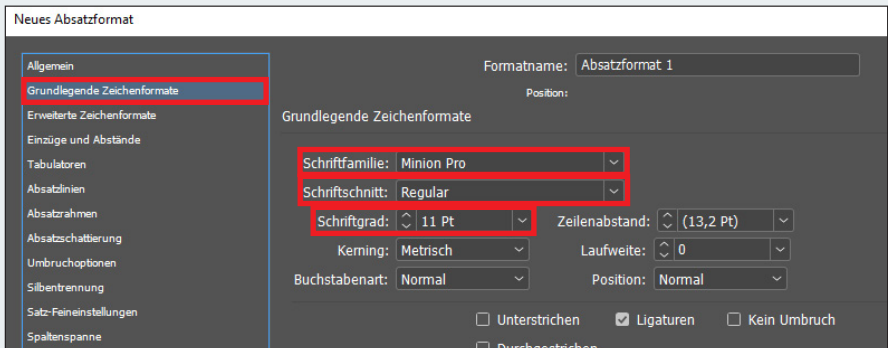 Neues Absatzformat
Allgemein
Grundlegende Zeichenformate
Erweiterte Zeichenformate
Einzüge und Abstände
Tabulatoren
Absatzlinien
Absatzrahmen
Absatzschattierung
Umbruchoptionen
Silbentrennung
Satz-Feineinstellungen
Spaltenspanne
Formatname: Absatzformat 1
Position:
Grundlegende Zeichenformate
Schriftfamilie: Minion Pro
Schriftschnitt: Regular
Schriftgrad: 11 Pt Zeilenabstand: (13,2 Pt)
Kerning: Metrisch Laufweite: 0
Buchstabenart: Normal Position: Normal
Unterstrichen Ligaturen Kein Umbruch
Durchgestrichen